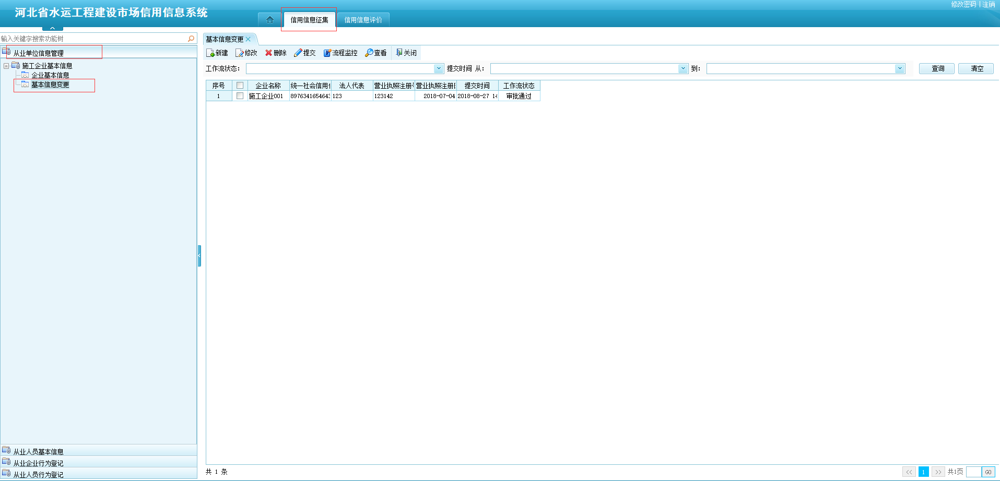 河北省水运工程建设市场信用信息系统
修改密码 | 注销
信用信息征集 信用信息评价
输入关键字搜索功能树
从业单位信息管理
施工企业基本信息
企业基本信息
基本信息变更
从业人员基本信息
从业企业行为登记
从业人员行为登记
基本信息变更
新建 修改 删除 提交 流程监控 查看 关闭
工作流状态: 提交时间 从: 到: 查询 清空
序号 企业名称 统一社会信用 法人代表 营业执照注册 营业执照注册 提交时间 工作流状态
1 施工企业001 8976341654643 123 123142 2018-07-04 2018-08-27 14 审批通过
共 1 条
<< 1 >> 共1页 GO